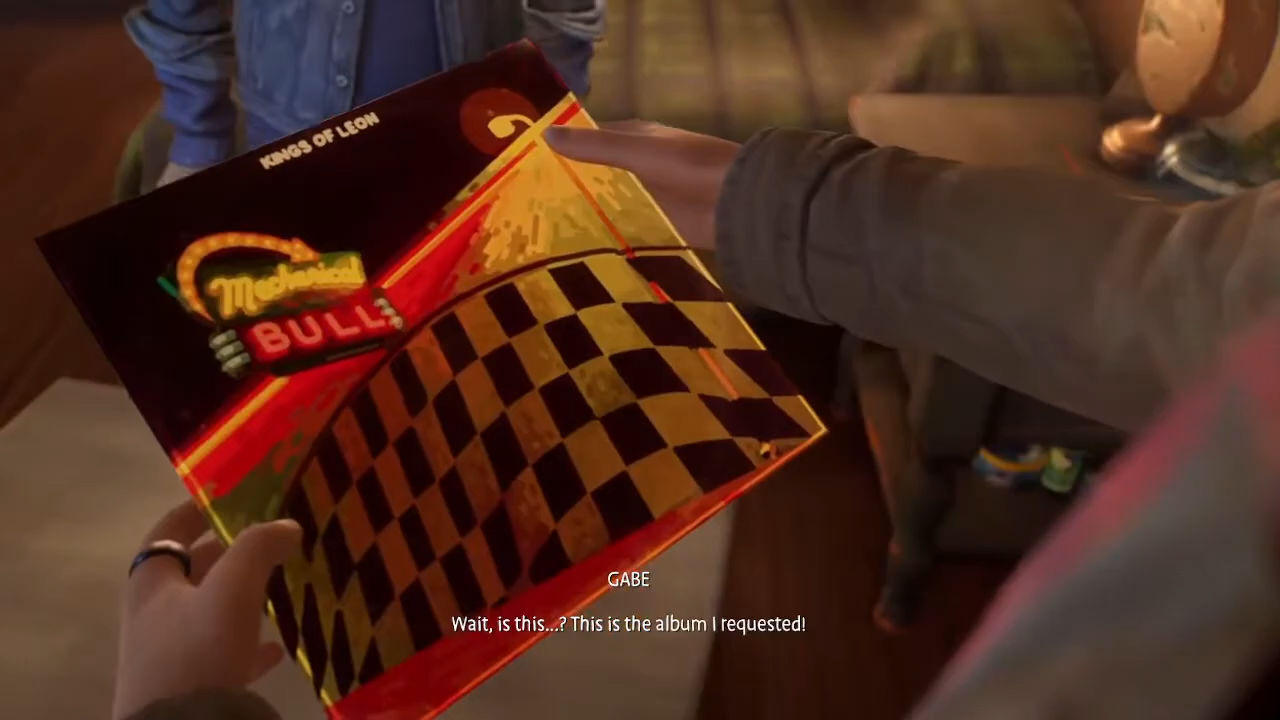 KINGS OF LEON
Mechanical
BULL
GABE
Wait, is this...? This is the album I requested!